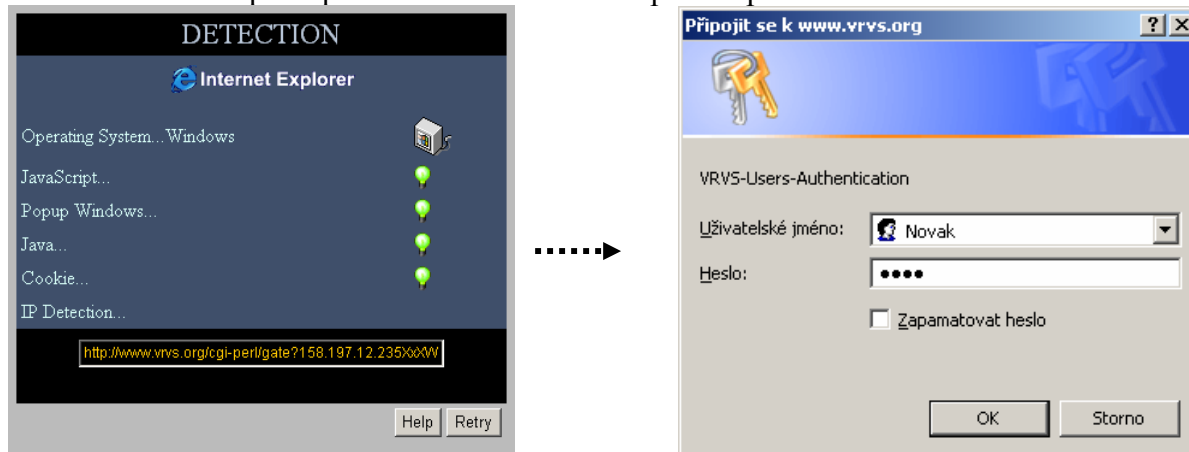 DETECTION
Internet Explorer
Operating System...Windows
JavaScript...
Popup Windows...
Java...
Cookie...
IP Detection...
http://www.vrvs.org/cgi-perl/gate?158.197.12.235XxXW
Help Retry
Připojit se k www.vrvs.org
VRVS-Users-Authentication
Uživatelské jméno: Novak
Heslo: ••••
Zapamatovat heslo
OK Storno